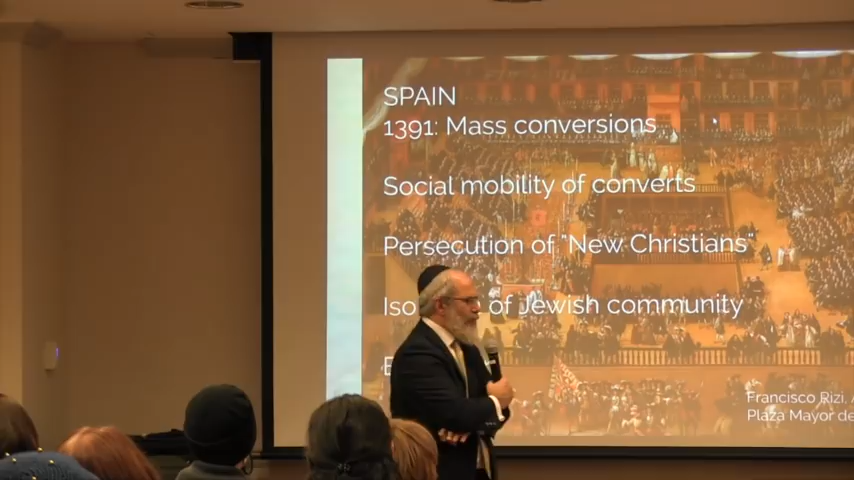 SPAIN
1391: Mass conversions
Social mobility of converts
Persecution of "New Christians"
of Jewish community
Francisco Rizi,
Plaza Mayor de